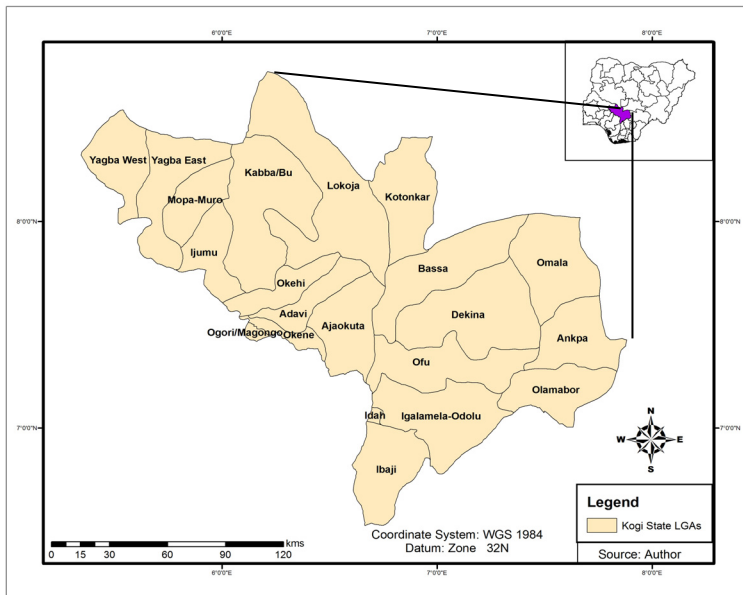 6°0'0"E 7°0'0"E 8°0'0"E
Yagba West
Yagba East
Kabba/Bu
Lokoja
Kotonkar
Mopa-Muro
8°0'0"N
8°0'0"N
Ijumu
Bassa
Omala
Okehi
Adavi
Dekina
Ajaokuta
Ogori/Magongo
Okene
Ankpa
Ofu
Olamabor
Idah
Igalamela-Odolu
7°0'0"N
7°0'0"N
N
W E
S
Ibaji
Legend
Kogi State LGAs
Coordinate System: WGS 1984
Datum: Zone 32N
Source: Author
kms
0 15 30 60 90 120
6°0'0"E 7°0'0"E 8°0'0"E